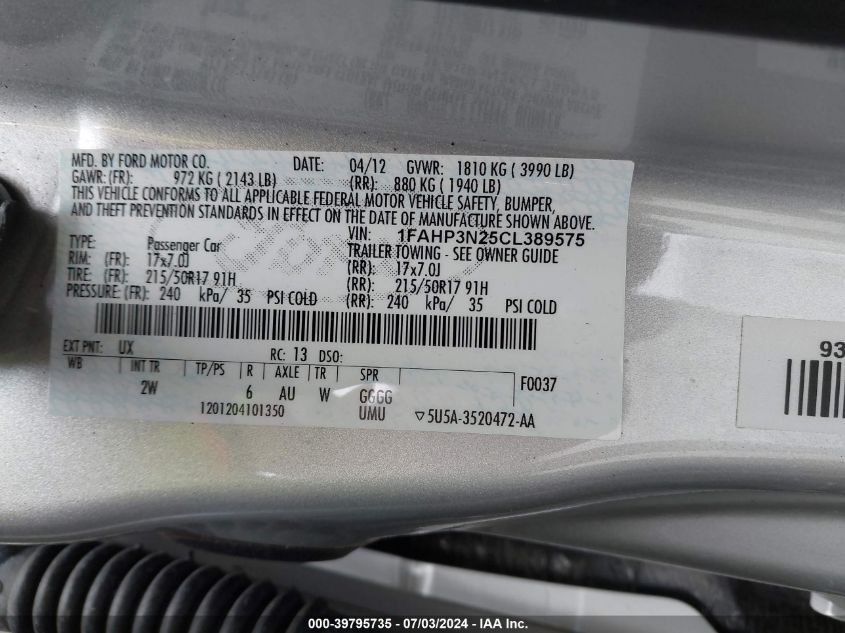 MFD. BY FORD MOTOR CO. DATE: 04/12 GVWR: 1810 KG ( 3990 LB)
GAWR: (FR): 972 KG ( 2143 LB) (RR): 880 KG ( 1940 LB)
THIS VEHICLE CONFORMS TO ALL APPLICABLE FEDERAL MOTOR VEHICLE SAFETY, BUMPER,
AND THEFT PREVENTION STANDARDS IN EFFECT ON THE DATE OF MANUFACTURE SHOWN ABOVE.
VIN: 1FAHP3N25CL389575
TYPE: Passenger Car TRAILER TOWING - SEE OWNER GUIDE
RIM: (FR): 17x7.0J (RR): 17x7.0J
TIRE: (FR): 215/50R17 91H (RR): 215/50R17 91H
PRESSURE: (FR): 240 kPa/ 35 PSI COLD (RR): 240 kPa/ 35 PSI COLD
EXT PNT: UX RC: 13 DSO:
WB INT TR TP/PS R AXLE TR SPR F0037
2W 6 AU W GGGG
1201204101350 UMU ▽5U5A-3520472-AA
93
000-39795735 - 07/03/2024 - IAA Inc.